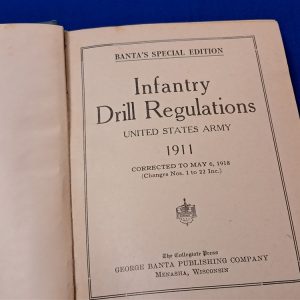 BANTA'S SPECIAL EDITION
Infantry
Drill Regulations
UNITED STATES ARMY
1911
CORRECTED TO MAY 6, 1918
(Changes Nos. 1 to 22 Inc.)
The Collegiate Press
GEORGE BANTA PUBLISHING COMPANY
MENASHA, WISCONSIN